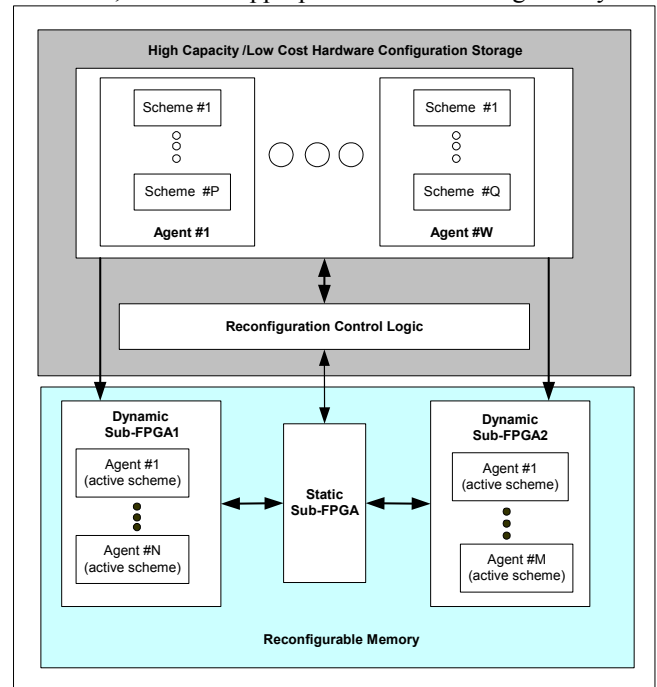 High Capacity /Low Cost Hardware Configuration Storage
Scheme #1
Scheme #P
Agent #1
Scheme #1
Scheme #Q
Agent #W
Reconfiguration Control Logic
Dynamic
Sub-FPGA1
Agent #1
(active scheme)
Agent #N
(active scheme)
Static
Sub-FPGA
Dynamic
Sub-FPGA2
Agent #1
(active scheme)
Agent #M
(active scheme)
Reconfigurable Memory